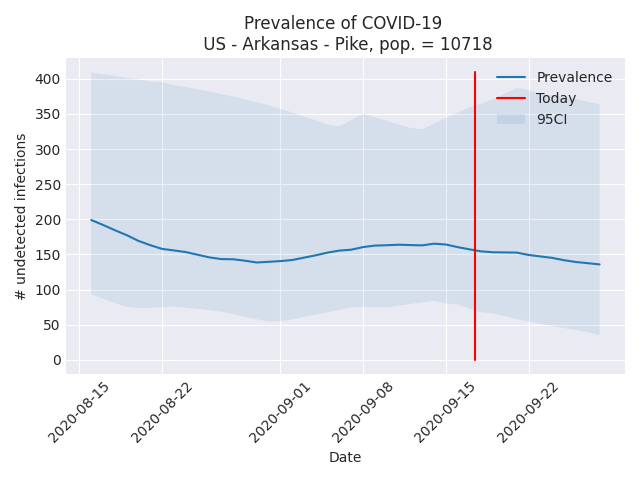 Prevalence of COVID-19
US - Arkansas - Pike, pop. = 10718
Prevalence
Today
95CI
# undetected infections
400
350
300
250
200
150
100
50
0
2020-08-15
2020-08-22
2020-09-01
2020-09-08
2020-09-15
2020-09-22
Date